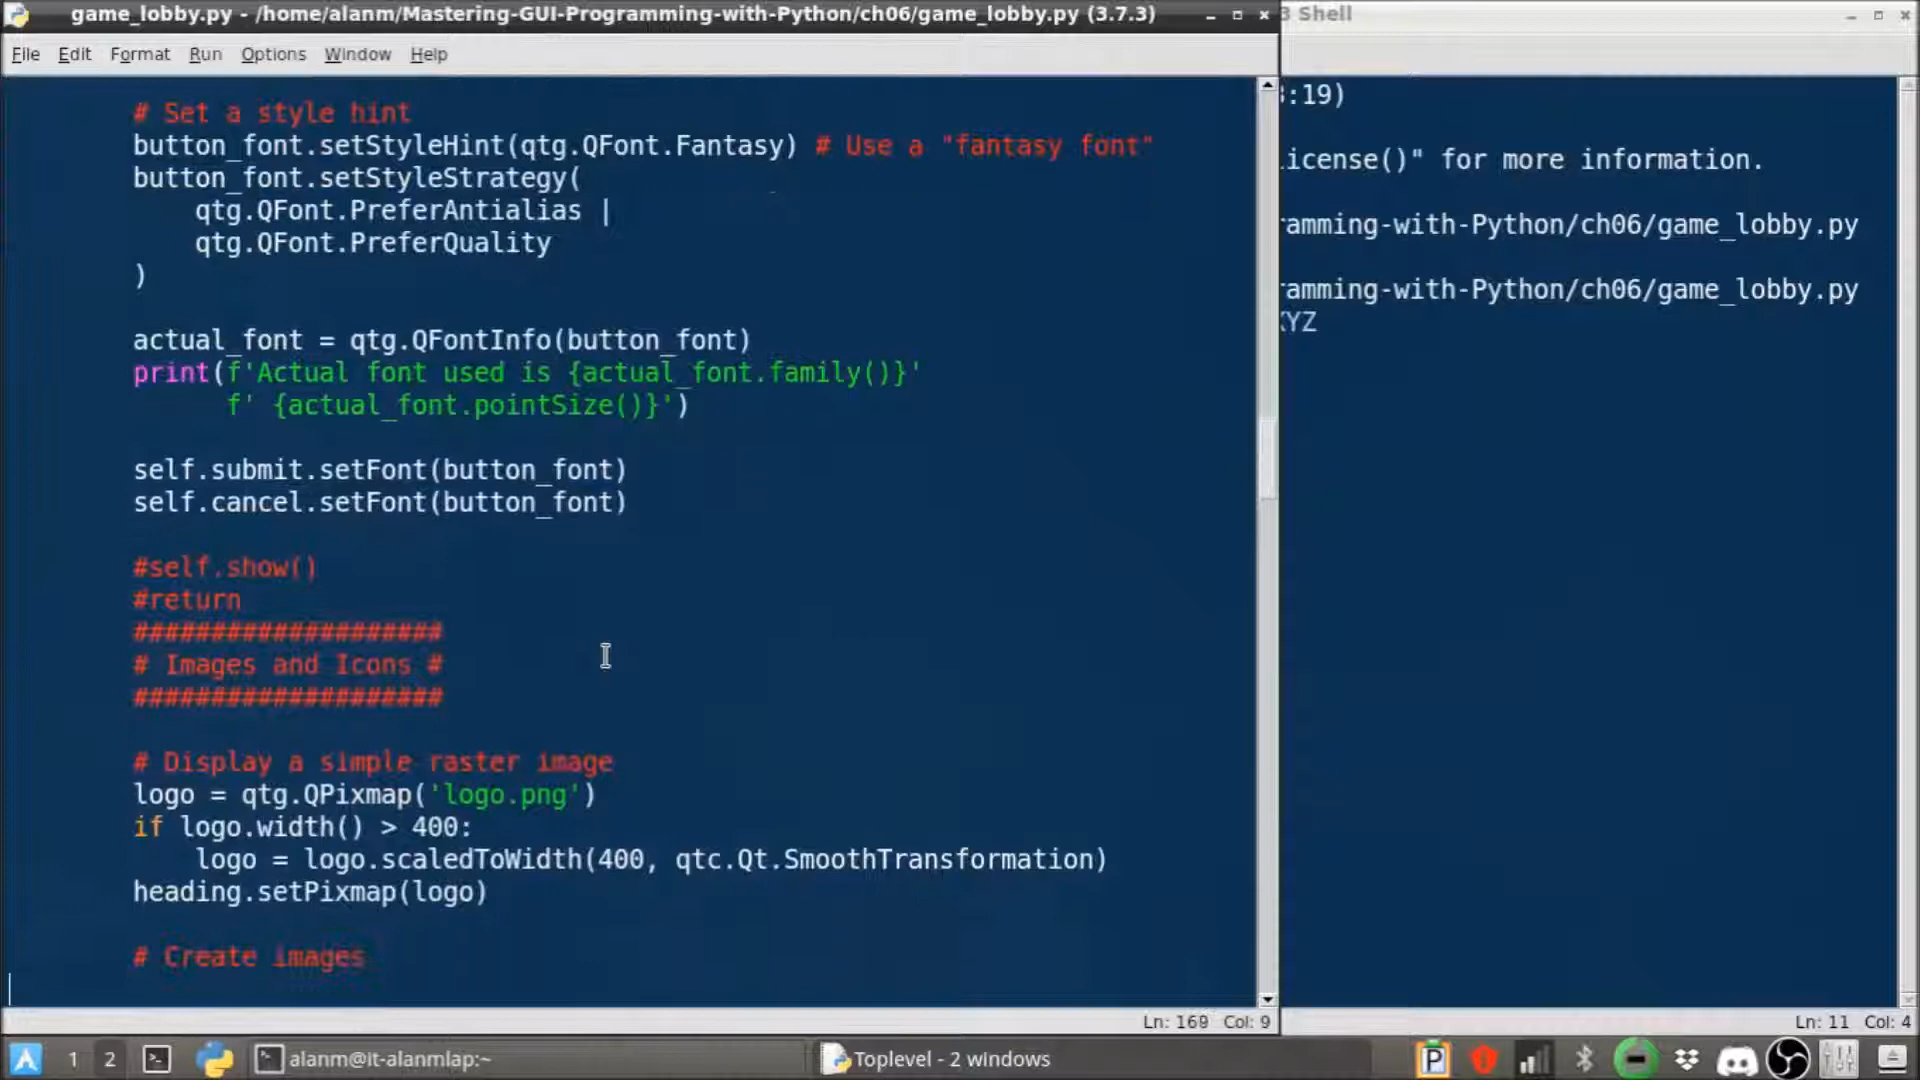 game_lobby.py - /home/alanm/Mastering-GUI-Programming-with-Python/ch06/game_lobby.py (3.7.3)
File Edit Format Run Options Window Help
# Set a style hint
button_font.setStyleHint(qtg.QFont.Fantasy) # Use a "fantasy font"
button_font.setStyleStrategy(
qtg.QFont.PreferAntialias |
qtg.QFont.PreferQuality
)
actual_font = qtg.QFontInfo(button_font)
print(f'Actual font used is {actual_font.family()}'
f' {actual_font.pointSize()}')
self.submit.setFont(button_font)
self.cancel.setFont(button_font)
#self.show()
#return
####################
# Images and Icons #
####################
# Display a simple raster image
logo = qtg.QPixmap('logo.png')
if logo.width() > 400:
logo = logo.scaledToWidth(400, qtc.Qt.SmoothTransformation)
heading.setPixmap(logo)
# Create images
Ln: 169 Col: 9
3 Shell
:19)
icense()" for more information.
ramming-with-Python/ch06/game_lobby.py
ramming-with-Python/ch06/game_lobby.py
XYZ
Ln: 11 Col: 4
1 2 alanm@it-alanmlap:~ Toplevel - 2 windows
P